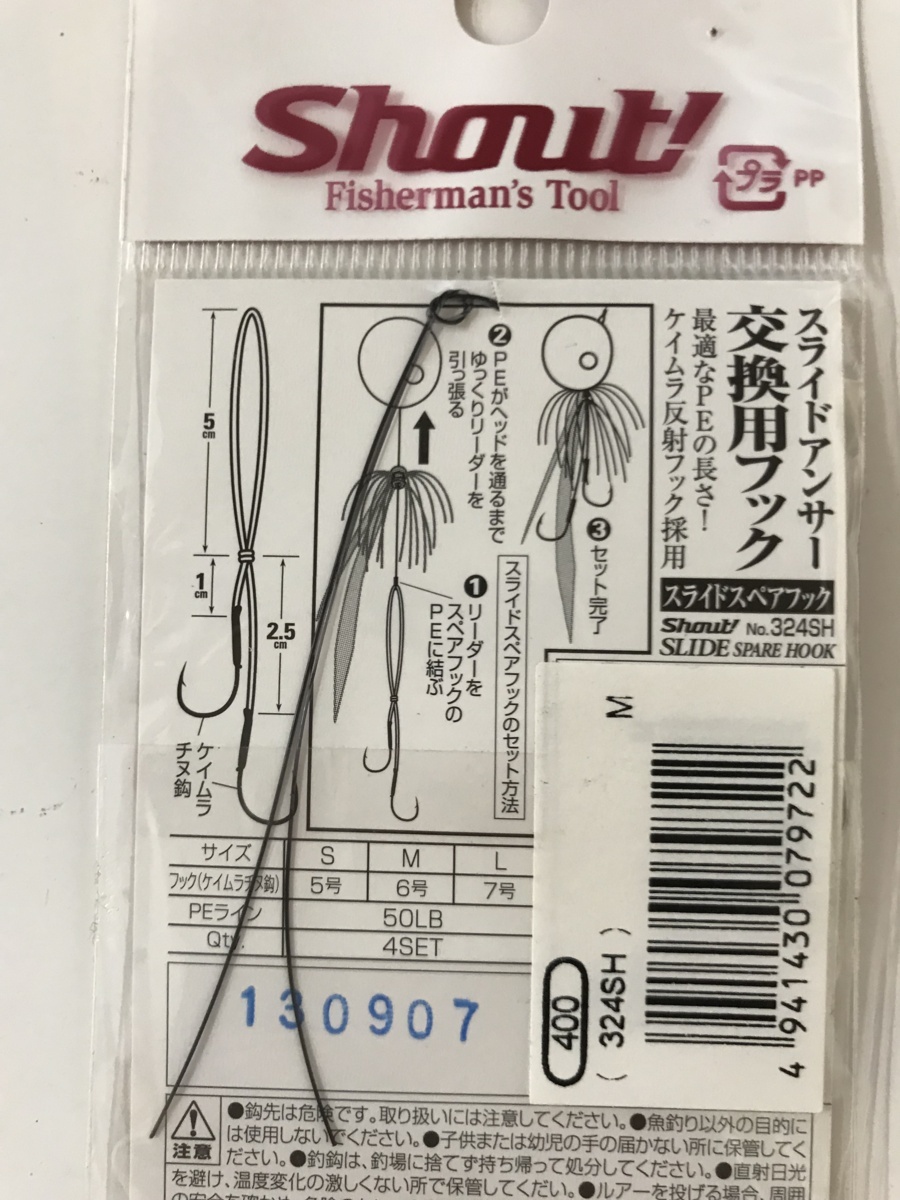 Shout!
Fisherman's Tool
プラ PP
スライドアンサー
交換用フック
最適なPEの長さ!
ケイムラ反射フック採用
スライドスペアフック
Shout! No.324SH
SLIDE SPARE HOOK
5cm
1cm
2.5cm
ケイムラ
チヌ鈎
スライドスペアフックのセット方法
❶リーダーを
スペアフックの
PEに結ぶ
❷PEがヘッドを通るまで
ゆっくりリーダーを
引っ張る
❸セット完了
サイズ S M L
フック(ケイムラチヌ鈎) 5号 6号 7号
PEライン 50LB
Qty. 4SET
130907
M
4941430079722
400
(324SH )
注意
●鈎先は危険です。取り扱いには注意してください。●魚釣り以外の目的に
は使用しないでください。●子供または幼児の手の届かない所に保管してく
ださい。●釣鈎は、釣場に捨てず持ち帰って処分してください。●直射日光
を避け、温度変化の激しくない所で保管してくだい。●ルアーを投げる場合、周囲